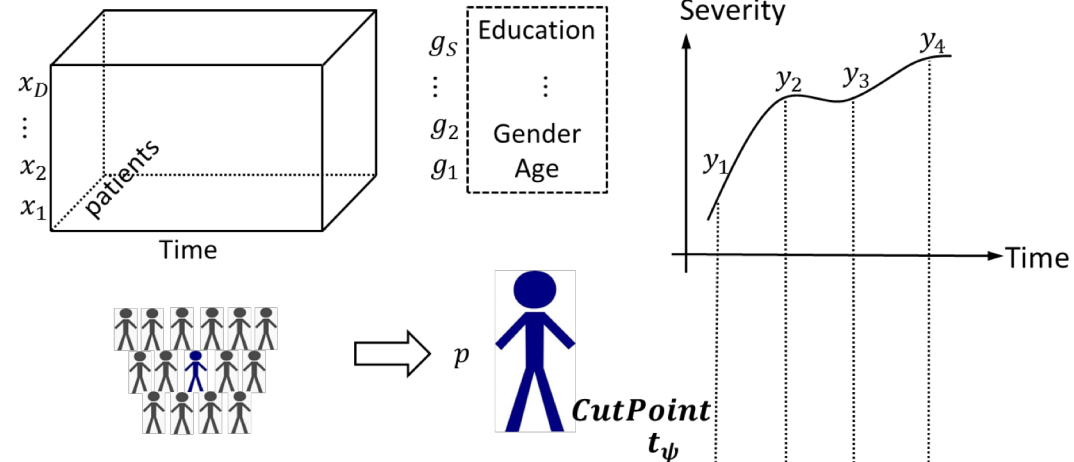 x_D
⋮
x_2
x_1
patients
Time
g_S
⋮
g_2
g_1
Education
⋮
Gender
Age
Severity
y_1
y_2
y_3
y_4
Time
p
CutPoint
t_ψ